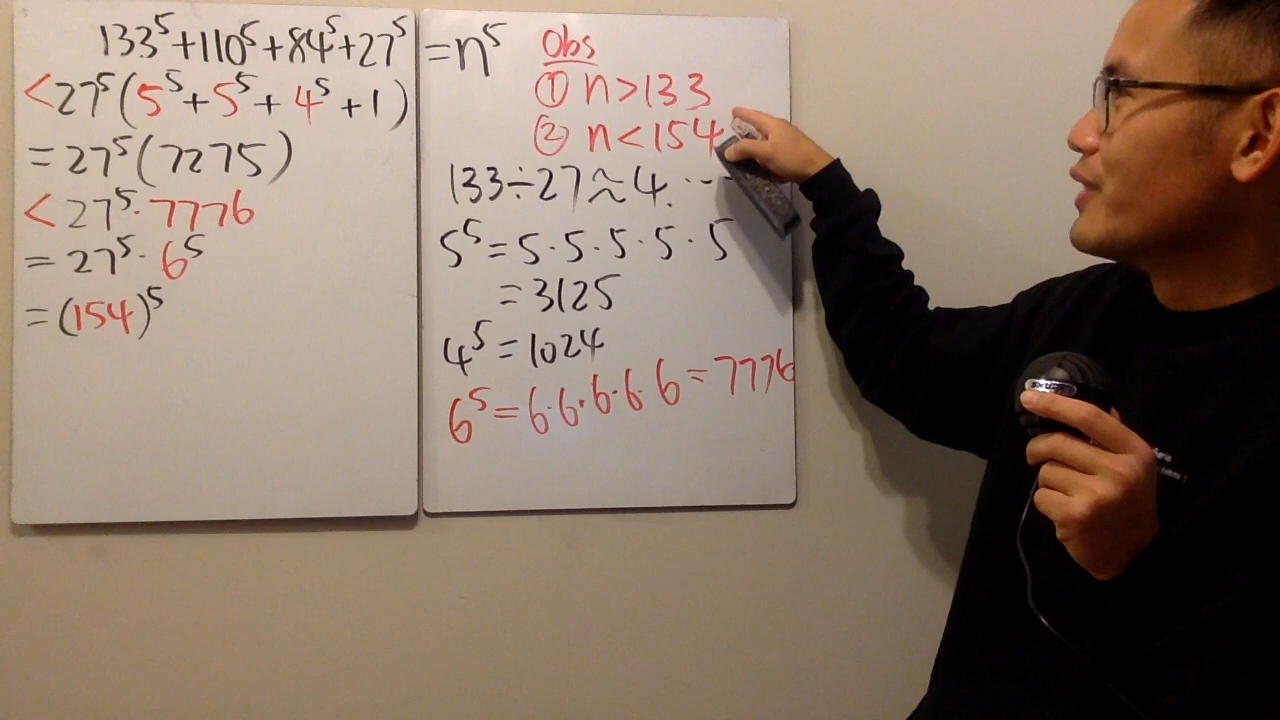 133⁵+110⁵+84⁵+27⁵ = n⁵
<27⁵(5⁵+5⁵+4⁵+1)
=27⁵(7275)
<27⁵·7776
=27⁵·6⁵
=(154)⁵
Obs
① n>133
② n<154
133÷27≈4.···
5⁵=5·5·5·5·5
=3125
4⁵=1024
6⁵=6·6·6·6·6=7776